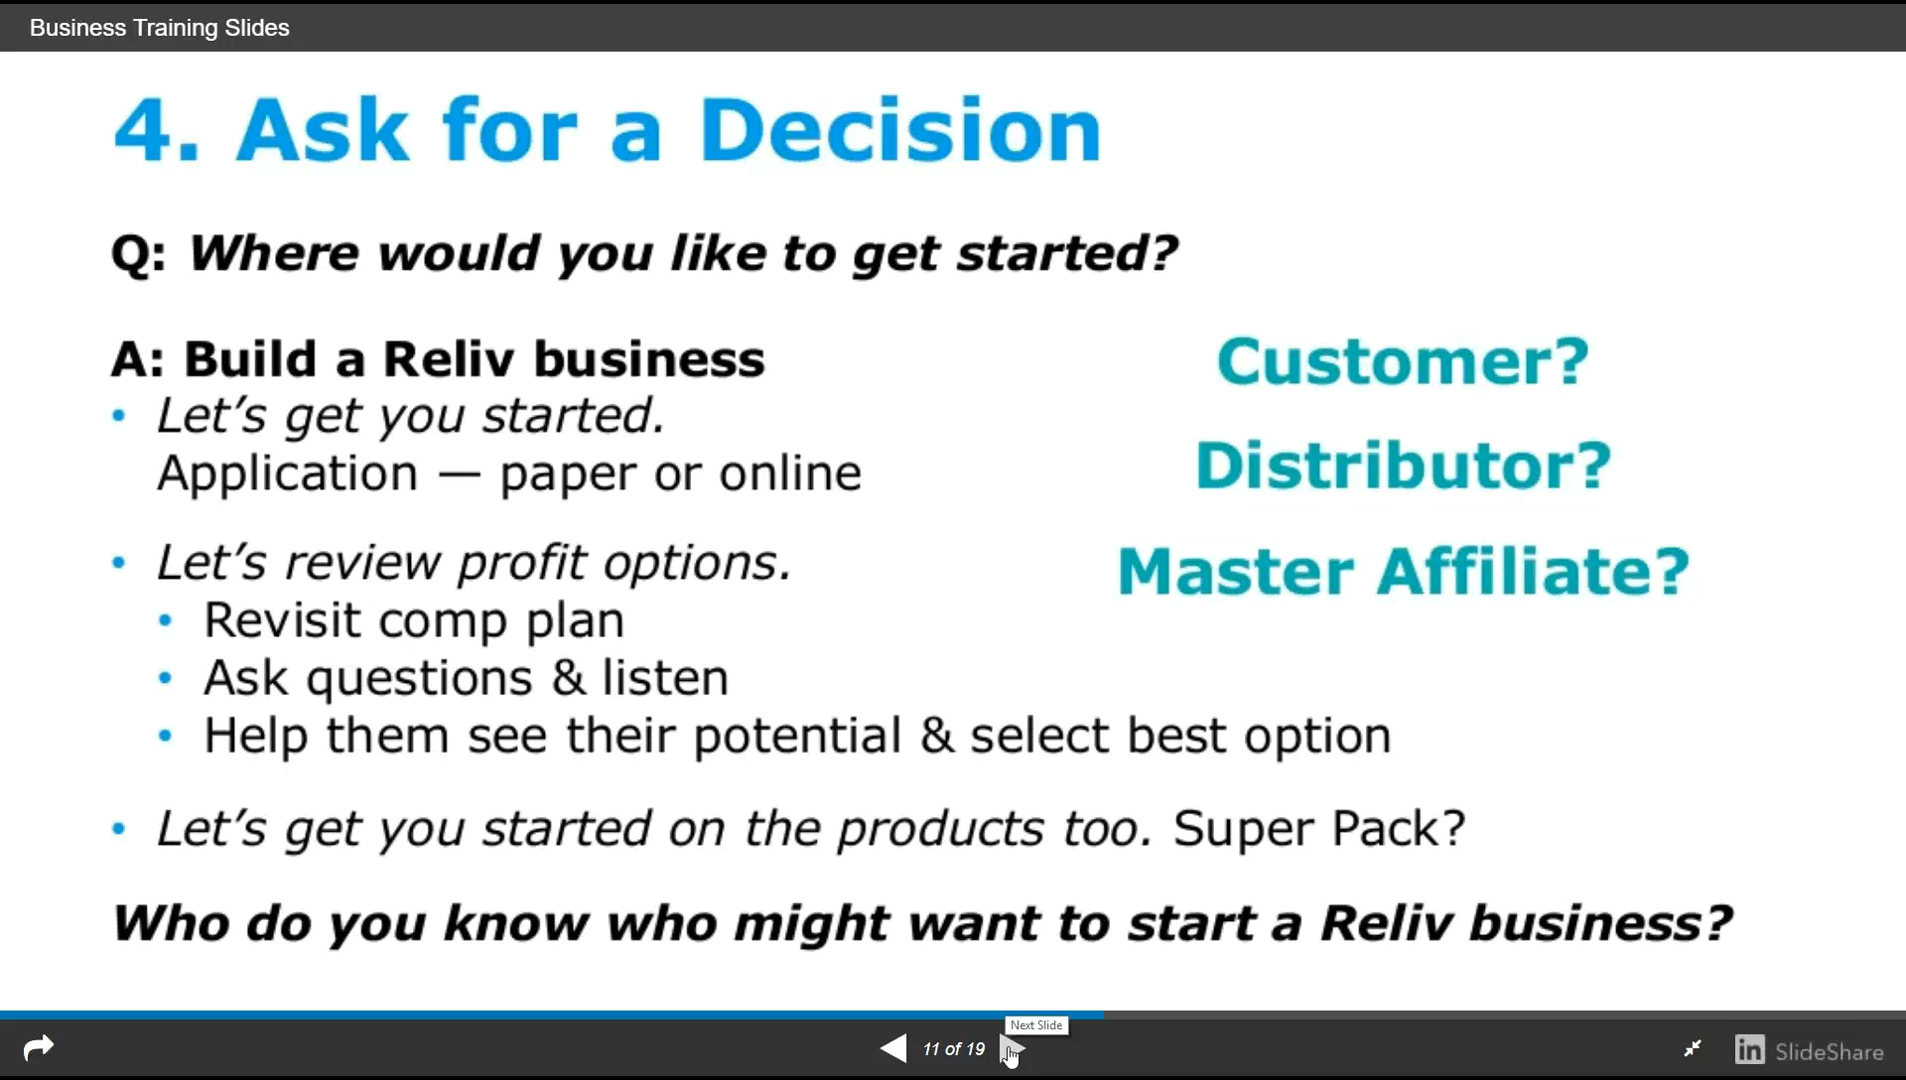 Business Training Slides
4. Ask for a Decision
Q: Where would you like to get started?
A: Build a Reliv business
• Let’s get you started.
Application — paper or online
• Let’s review profit options.
• Revisit comp plan
• Ask questions & listen
• Help them see their potential & select best option
• Let’s get you started on the products too. Super Pack?
Who do you know who might want to start a Reliv business?
Customer?
Distributor?
Master Affiliate?
Next Slide
11 of 19
in SlideShare